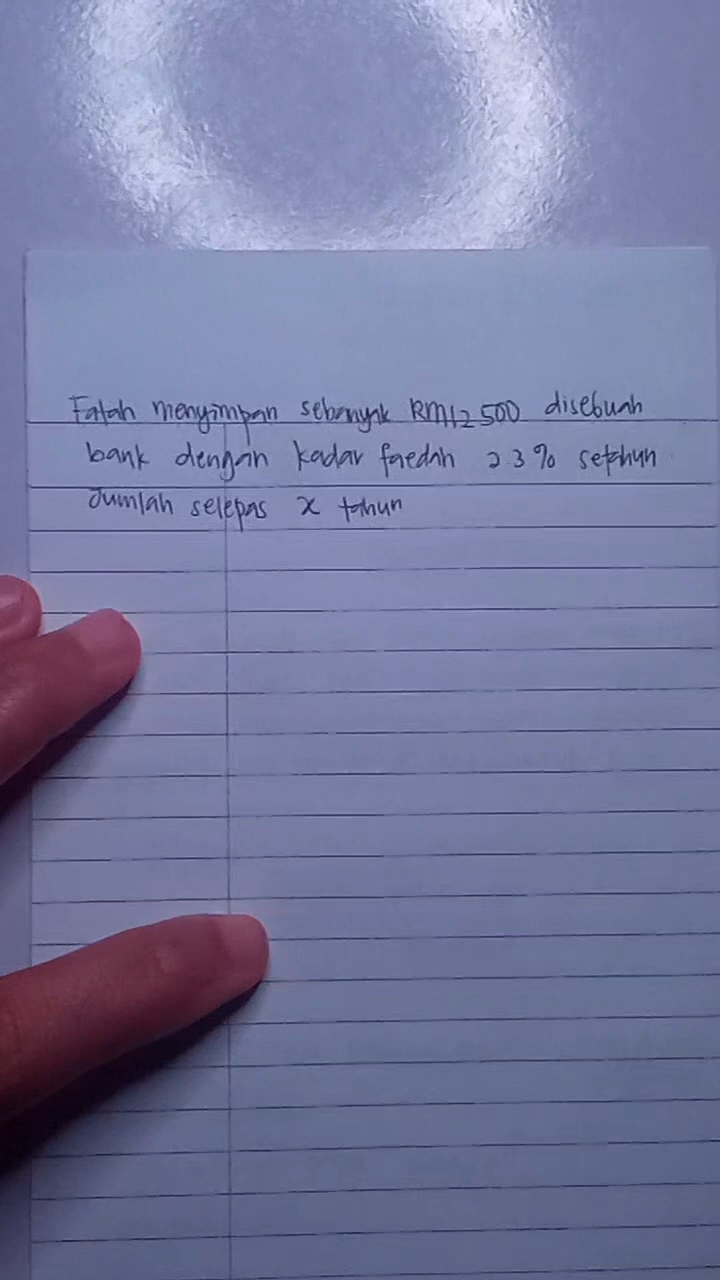 Fatah menyimpan sebanyak RM12 500 disebuah
bank dengan kadar faedah 2.3% setahun
Jumlah selepas x tahun